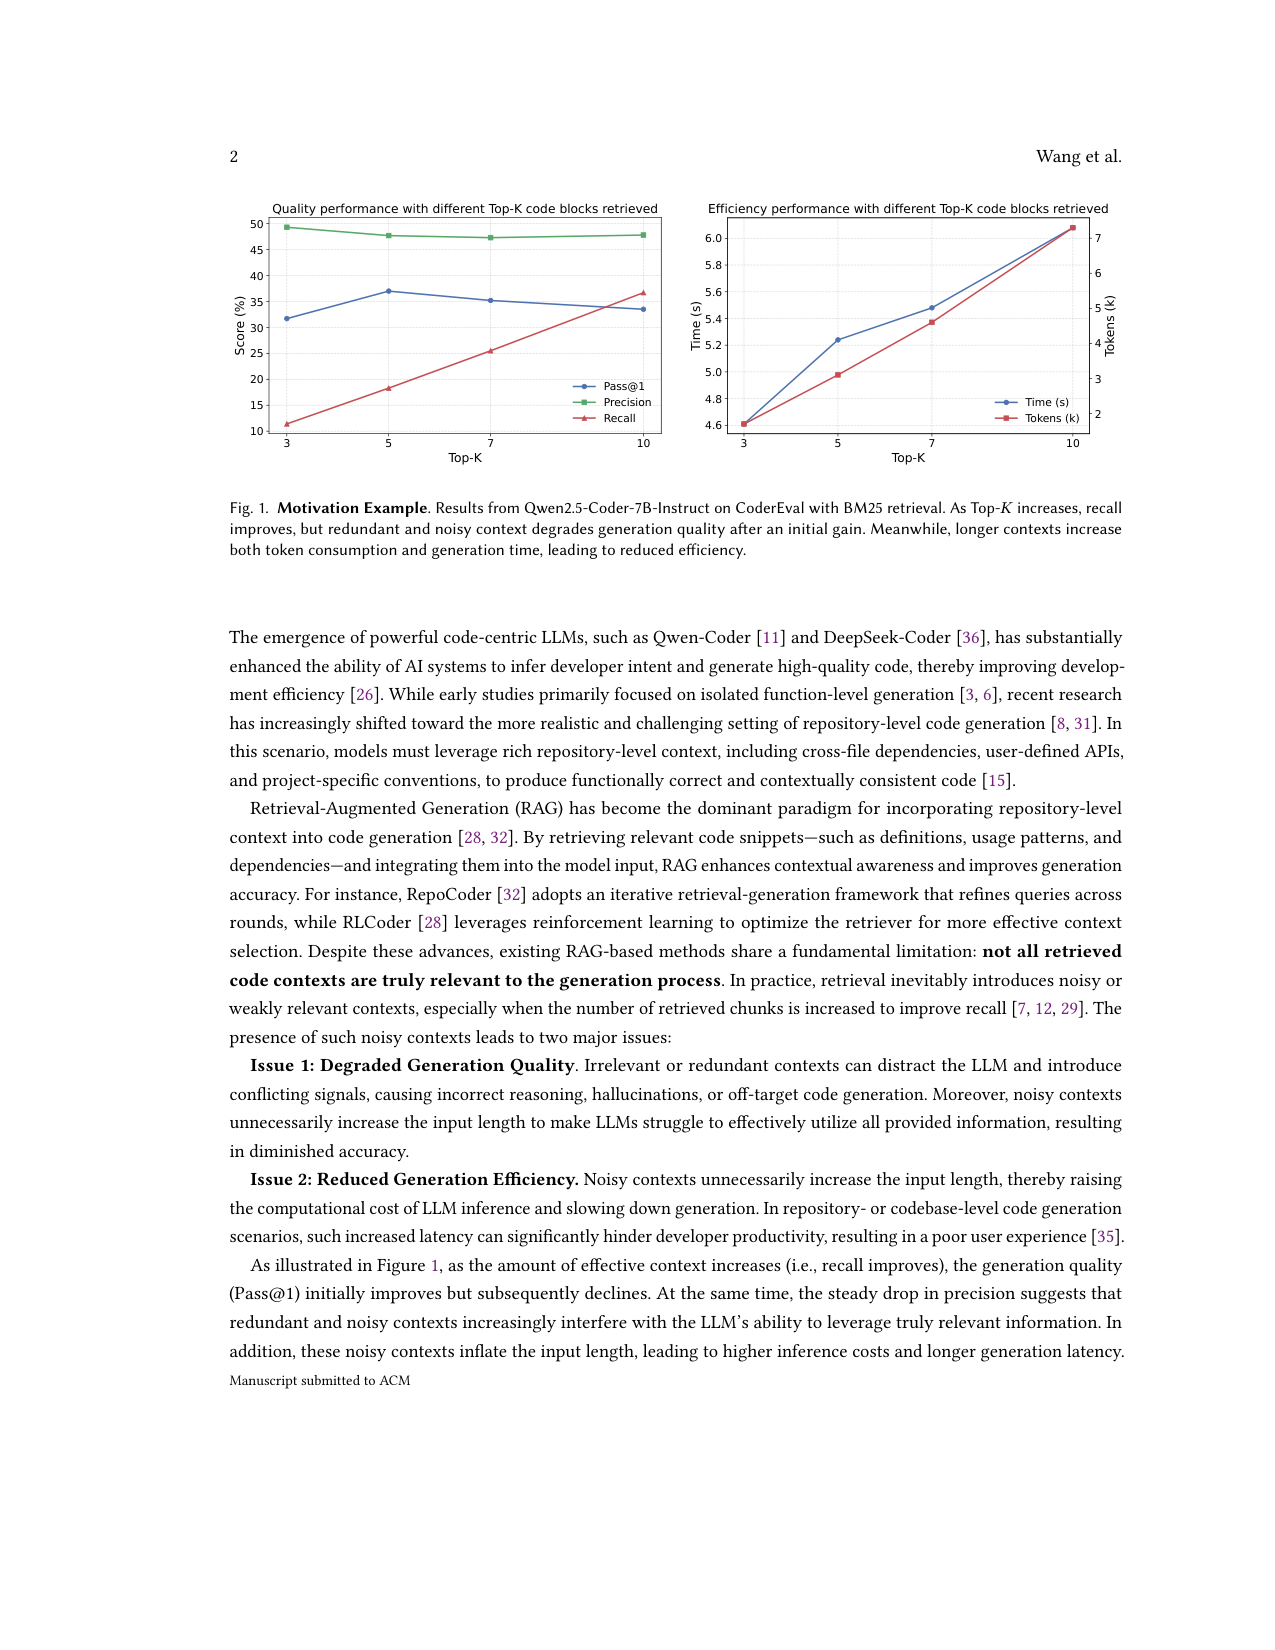 2
Wang et al.
Quality performance with different Top-K code blocks retrieved
50
45
40
35
30
25
20
15
10
Score (%)
3
5
7
10
Top-K
Pass@1
Precision
Recall
Efficiency performance with different Top-K code blocks retrieved
6.0
5.8
5.6
5.4
5.2
5.0
4.8
4.6
Time (s)
7
6
5
4
3
2
Tokens (k)
3
5
7
10
Top-K
Time (s)
Tokens (k)
Fig. 1. Motivation Example. Results from Qwen2.5-Coder-7B-Instruct on CoderEval with BM25 retrieval. As Top-K increases, recall
improves, but redundant and noisy context degrades generation quality after an initial gain. Meanwhile, longer contexts increase
both token consumption and generation time, leading to reduced efficiency.
The emergence of powerful code-centric LLMs, such as Qwen-Coder [11] and DeepSeek-Coder [36], has substantially
enhanced the ability of AI systems to infer developer intent and generate high-quality code, thereby improving develop-
ment efficiency [26]. While early studies primarily focused on isolated function-level generation [3, 6], recent research
has increasingly shifted toward the more realistic and challenging setting of repository-level code generation [8, 31]. In
this scenario, models must leverage rich repository-level context, including cross-file dependencies, user-defined APIs,
and project-specific conventions, to produce functionally correct and contextually consistent code [15].
Retrieval-Augmented Generation (RAG) has become the dominant paradigm for incorporating repository-level
context into code generation [28, 32]. By retrieving relevant code snippets—such as definitions, usage patterns, and
dependencies—and integrating them into the model input, RAG enhances contextual awareness and improves generation
accuracy. For instance, RepoCoder [32] adopts an iterative retrieval-generation framework that refines queries across
rounds, while RLCoder [28] leverages reinforcement learning to optimize the retriever for more effective context
selection. Despite these advances, existing RAG-based methods share a fundamental limitation: not all retrieved
code contexts are truly relevant to the generation process. In practice, retrieval inevitably introduces noisy or
weakly relevant contexts, especially when the number of retrieved chunks is increased to improve recall [7, 12, 29]. The
presence of such noisy contexts leads to two major issues:
Issue 1: Degraded Generation Quality. Irrelevant or redundant contexts can distract the LLM and introduce
conflicting signals, causing incorrect reasoning, hallucinations, or off-target code generation. Moreover, noisy contexts
unnecessarily increase the input length to make LLMs struggle to effectively utilize all provided information, resulting
in diminished accuracy.
Issue 2: Reduced Generation Efficiency. Noisy contexts unnecessarily increase the input length, thereby raising
the computational cost of LLM inference and slowing down generation. In repository- or codebase-level code generation
scenarios, such increased latency can significantly hinder developer productivity, resulting in a poor user experience [35].
As illustrated in Figure 1, as the amount of effective context increases (i.e., recall improves), the generation quality
(Pass@1) initially improves but subsequently declines. At the same time, the steady drop in precision suggests that
redundant and noisy contexts increasingly interfere with the LLM's ability to leverage truly relevant information. In
addition, these noisy contexts inflate the input length, leading to higher inference costs and longer generation latency.
Manuscript submitted to ACM